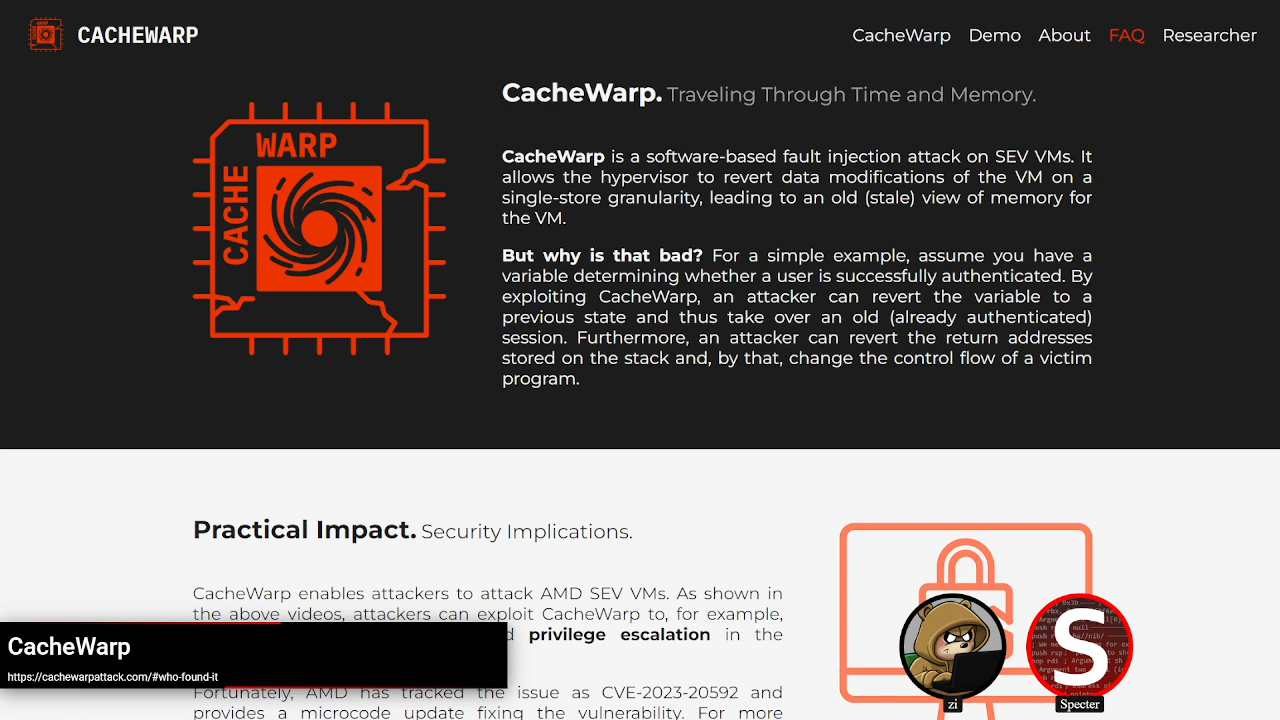 CACHEWARP
CacheWarp Demo About FAQ Researcher
WARP
CACHE
CacheWarp. Traveling Through Time and Memory.
CacheWarp is a software-based fault injection attack on SEV VMs. It
allows the hypervisor to revert data modifications of the VM on a
single-store granularity, leading to an old (stale) view of memory for
the VM.
But why is that bad? For a simple example, assume you have a
variable determining whether a user is successfully authenticated. By
exploiting CacheWarp, an attacker can revert the variable to a
previous state and thus take over an old (already authenticated)
session. Furthermore, an attacker can revert the return addresses
stored on the stack and, by that, change the control flow of a victim
program.
Practical Impact. Security Implications.
CacheWarp enables attackers to attack AMD SEV VMs. As shown in
the above videos, attackers can exploit CacheWarp to, for example,
privilege escalation in the
Fortunately, AMD has tracked the issue as CVE-2023-20592 and
provides a microcode update fixing the vulnerability. For more
CacheWarp
https://cachewarpattack.com/#who-found-it
zi
S
Specter